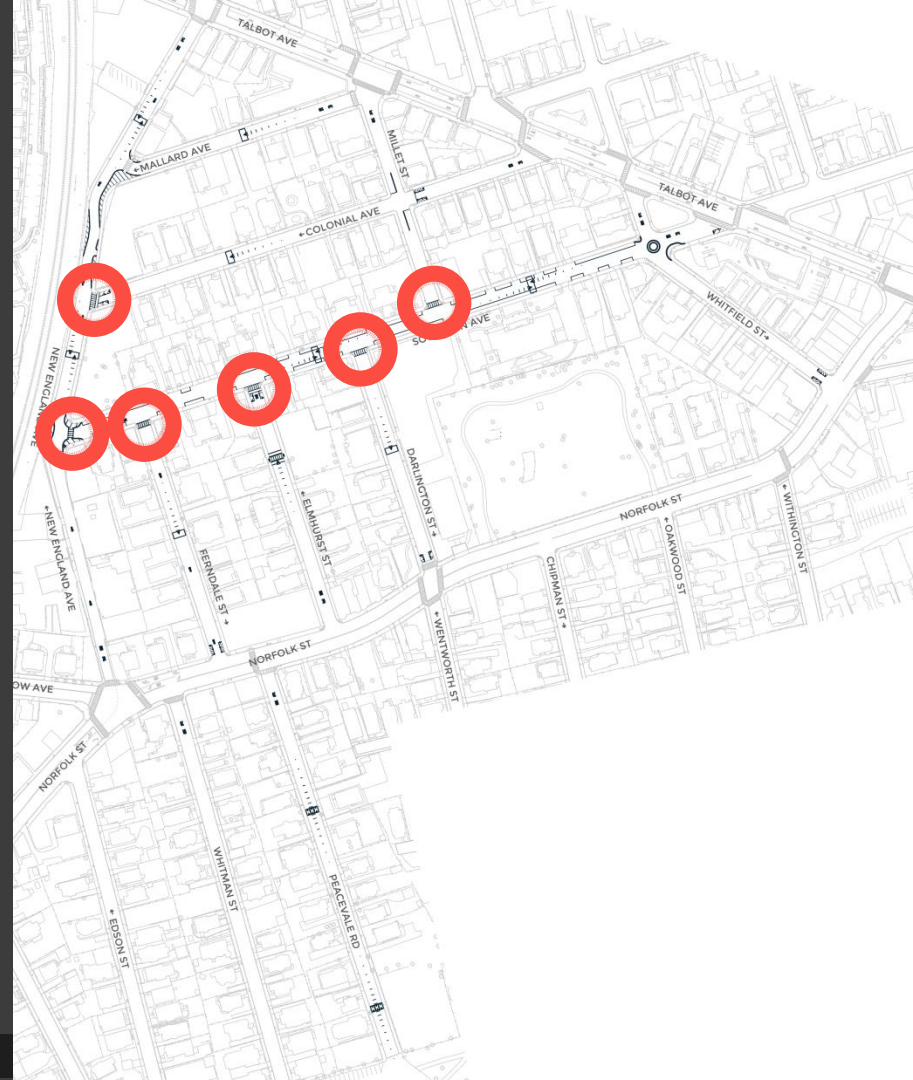 TALBOT AVE
MILLET ST
←MALLARD AVE
TALBOT AVE
←COLONIAL AVE
WHITFIELD ST→
NEW ENGLAND AVE
DARLINGTON ST→
←ELMHURST ST
←NEW ENGLAND AVE
FERNDALE ST→
NORFOLK ST
←WITHINGTON ST
←OAKWOOD ST
CHIPMAN ST→
←WENTWORTH ST
NORFOLK ST
OW AVE
NORFOLK ST
WHITMAN ST
PEACEVALE RD
←EDSON ST